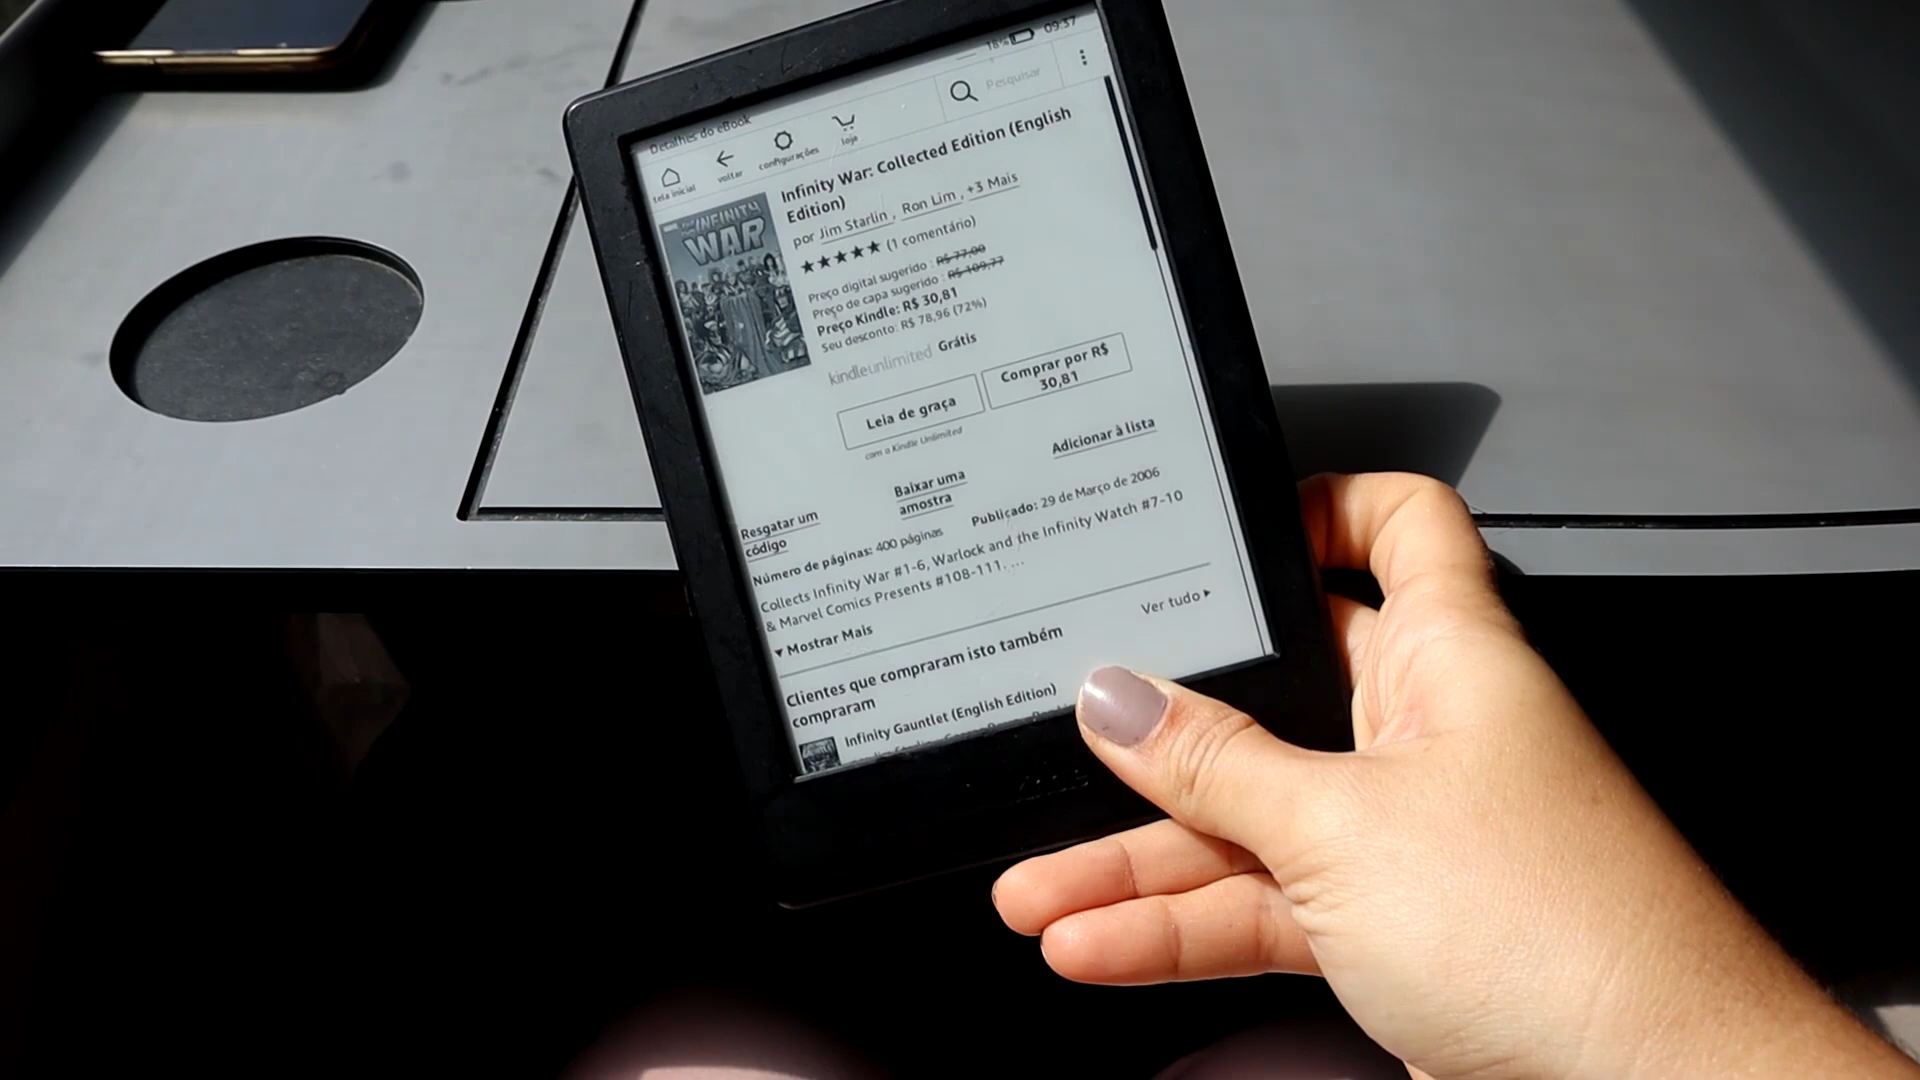 18% 09:37
Detalhes do eBook
tela inicial
voltar
configurações
loja
Pesquisar
THE INFINITY
WAR
Infinity War: Collected Edition (English
Edition)
por Jim Starlin , Ron Lim , +3 Mais
★★★★★ (1 comentário)
Preço digital sugerido : R$ 77,00
Preço de capa sugerido : R$ 109,77
Preço Kindle: R$ 30,81
Seu desconto: R$ 78,96 (72%)
kindleunlimited Grátis
Leia de graça
com o Kindle Unlimited
Comprar por R$
30,81
Resgatar um
código
Baixar uma
amostra
Adicionar à lista
Número de páginas: 400 páginas
Publicado: 29 de Março de 2006
Collects Infinity War #1-6, Warlock and the Infinity Watch #7-10
& Marvel Comics Presents #108-111. ...
▾ Mostrar Mais
Clientes que compraram isto também
compraram
Ver tudo ▸
Infinity Gauntlet (English Edition)